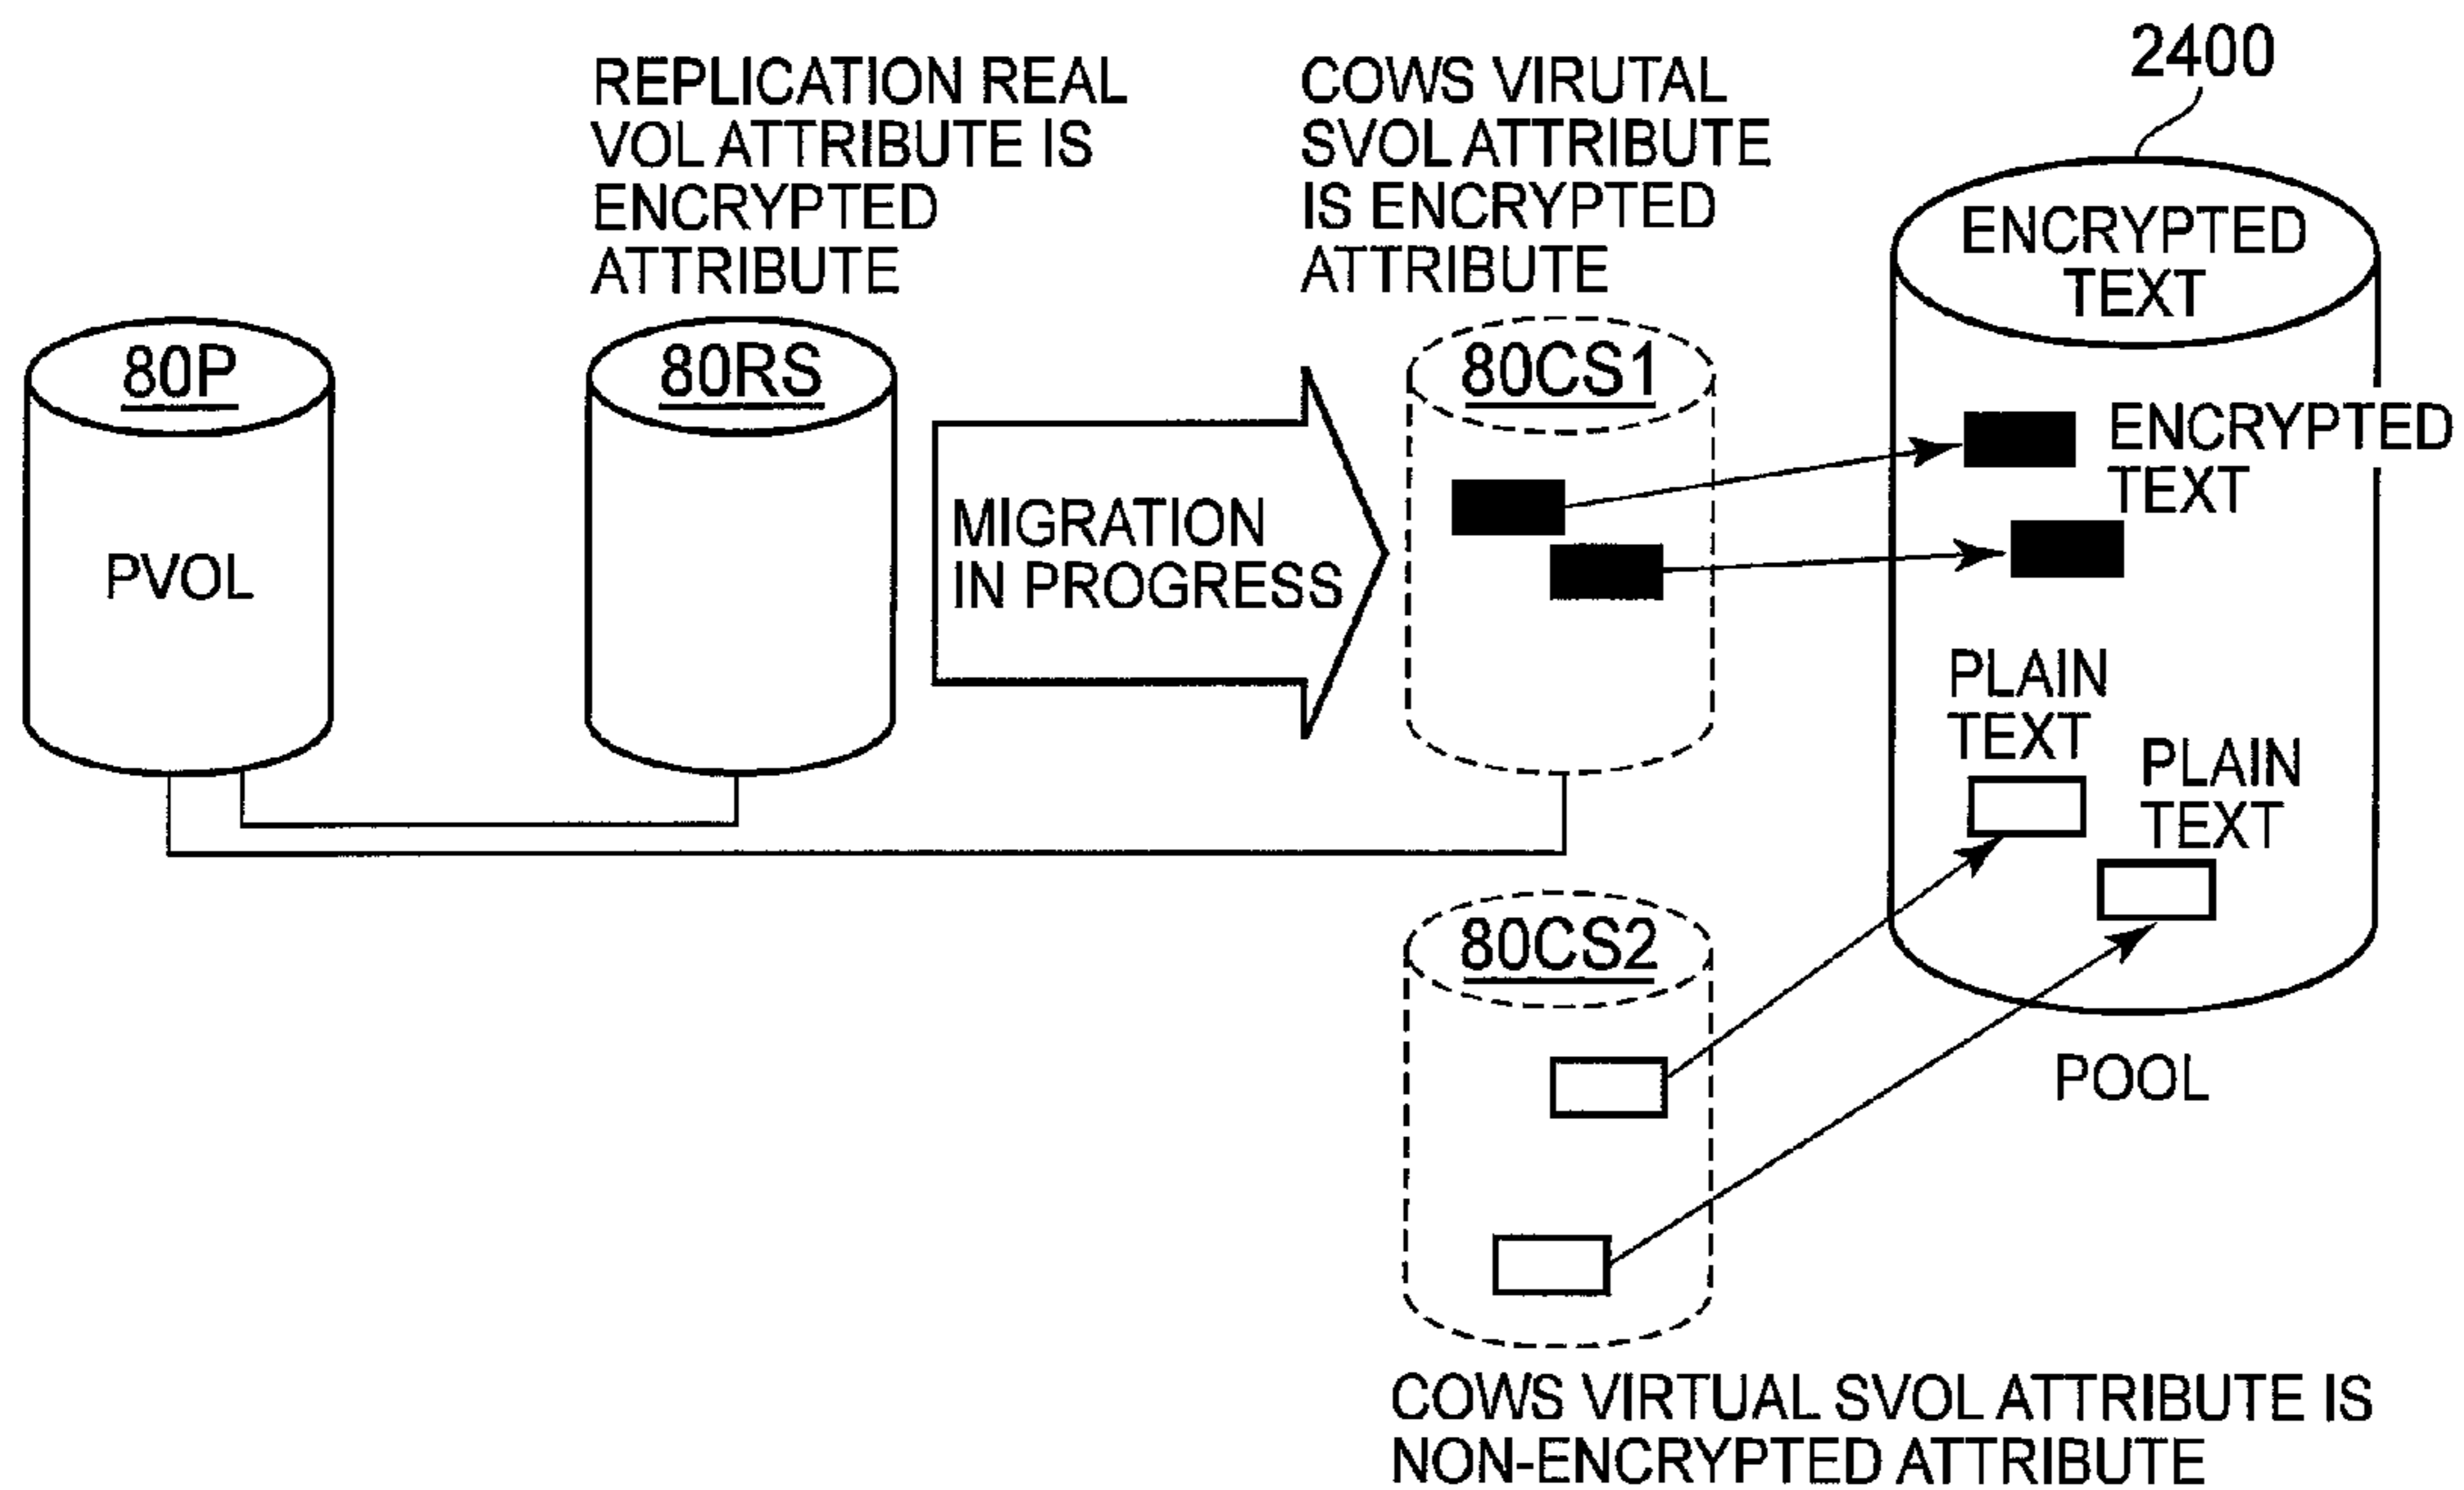 2400
REPLICATION REAL
VOL ATTRIBUTE IS
ENCRYPTED
ATTRIBUTE
COWS VIRUTAL
SVOL ATTRIBUTE
IS ENCRYPTED
ATTRIBUTE
ENCRYPTED
TEXT
80P
80RS
80CS1
ENCRYPTED
TEXT
MIGRATION
IN PROGRESS
PVOL
PLAIN
TEXT
PLAIN
TEXT
80CS2
POOL
COWS VIRTUAL SVOL ATTRIBUTE IS
NON-ENCRYPTED ATTRIBUTE